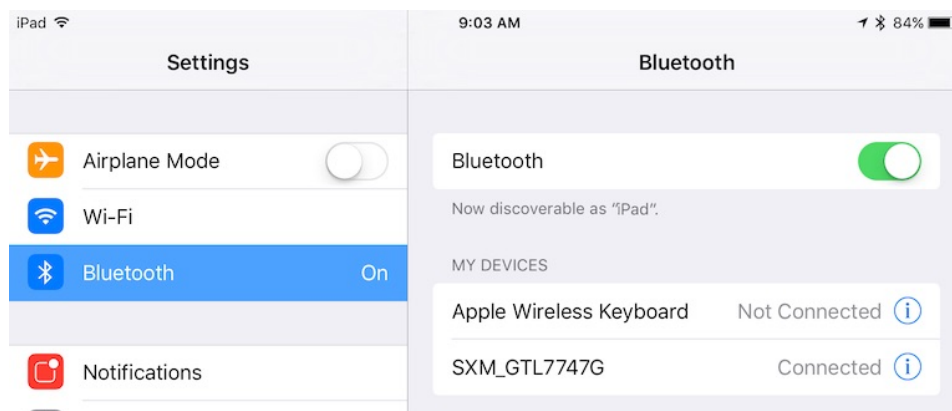 iPad
9:03 AM
84%
Settings
Bluetooth
Airplane Mode
Wi-Fi
Bluetooth On
Notifications
Bluetooth
Now discoverable as “iPad”.
MY DEVICES
Apple Wireless Keyboard Not Connected
SXM_GTL7747G Connected